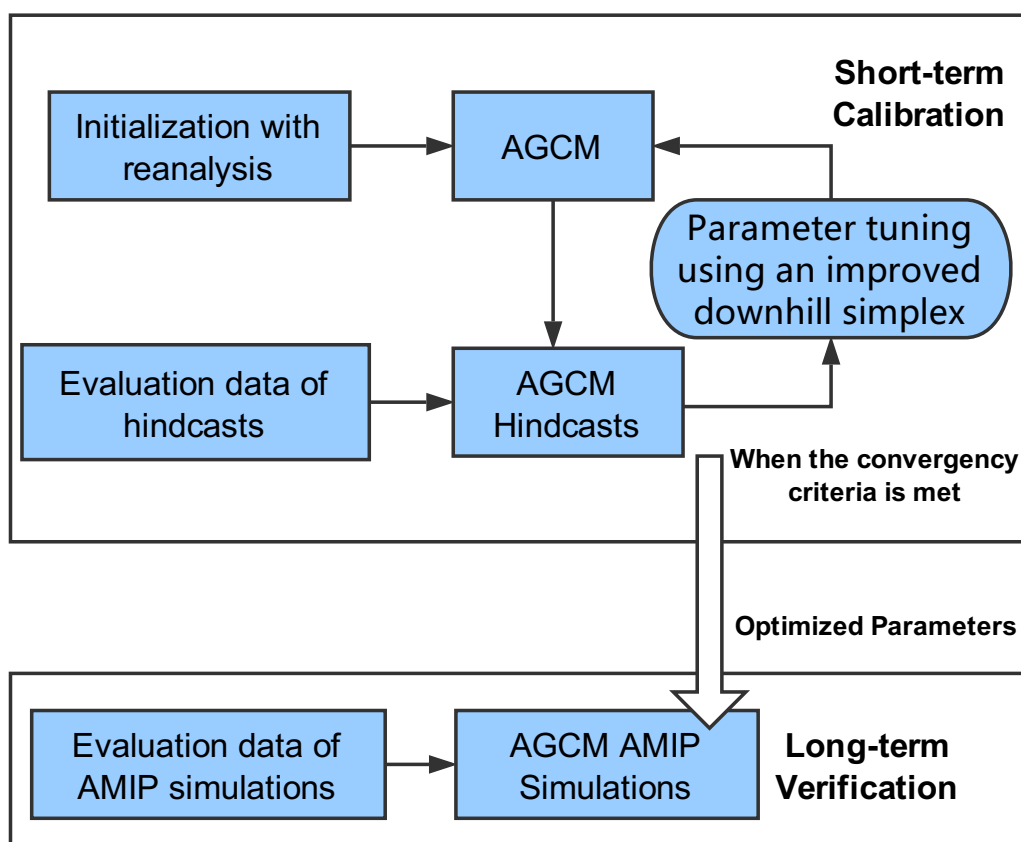 Short-term
Calibration
Initialization with
reanalysis
AGCM
Parameter tuning
using an improved
downhill simplex
Evaluation data of
hindcasts
AGCM
Hindcasts
When the convergency
criteria is met
Optimized Parameters
Evaluation data of
AMIP simulations
AGCM AMIP
Simulations
Long-term
Verification